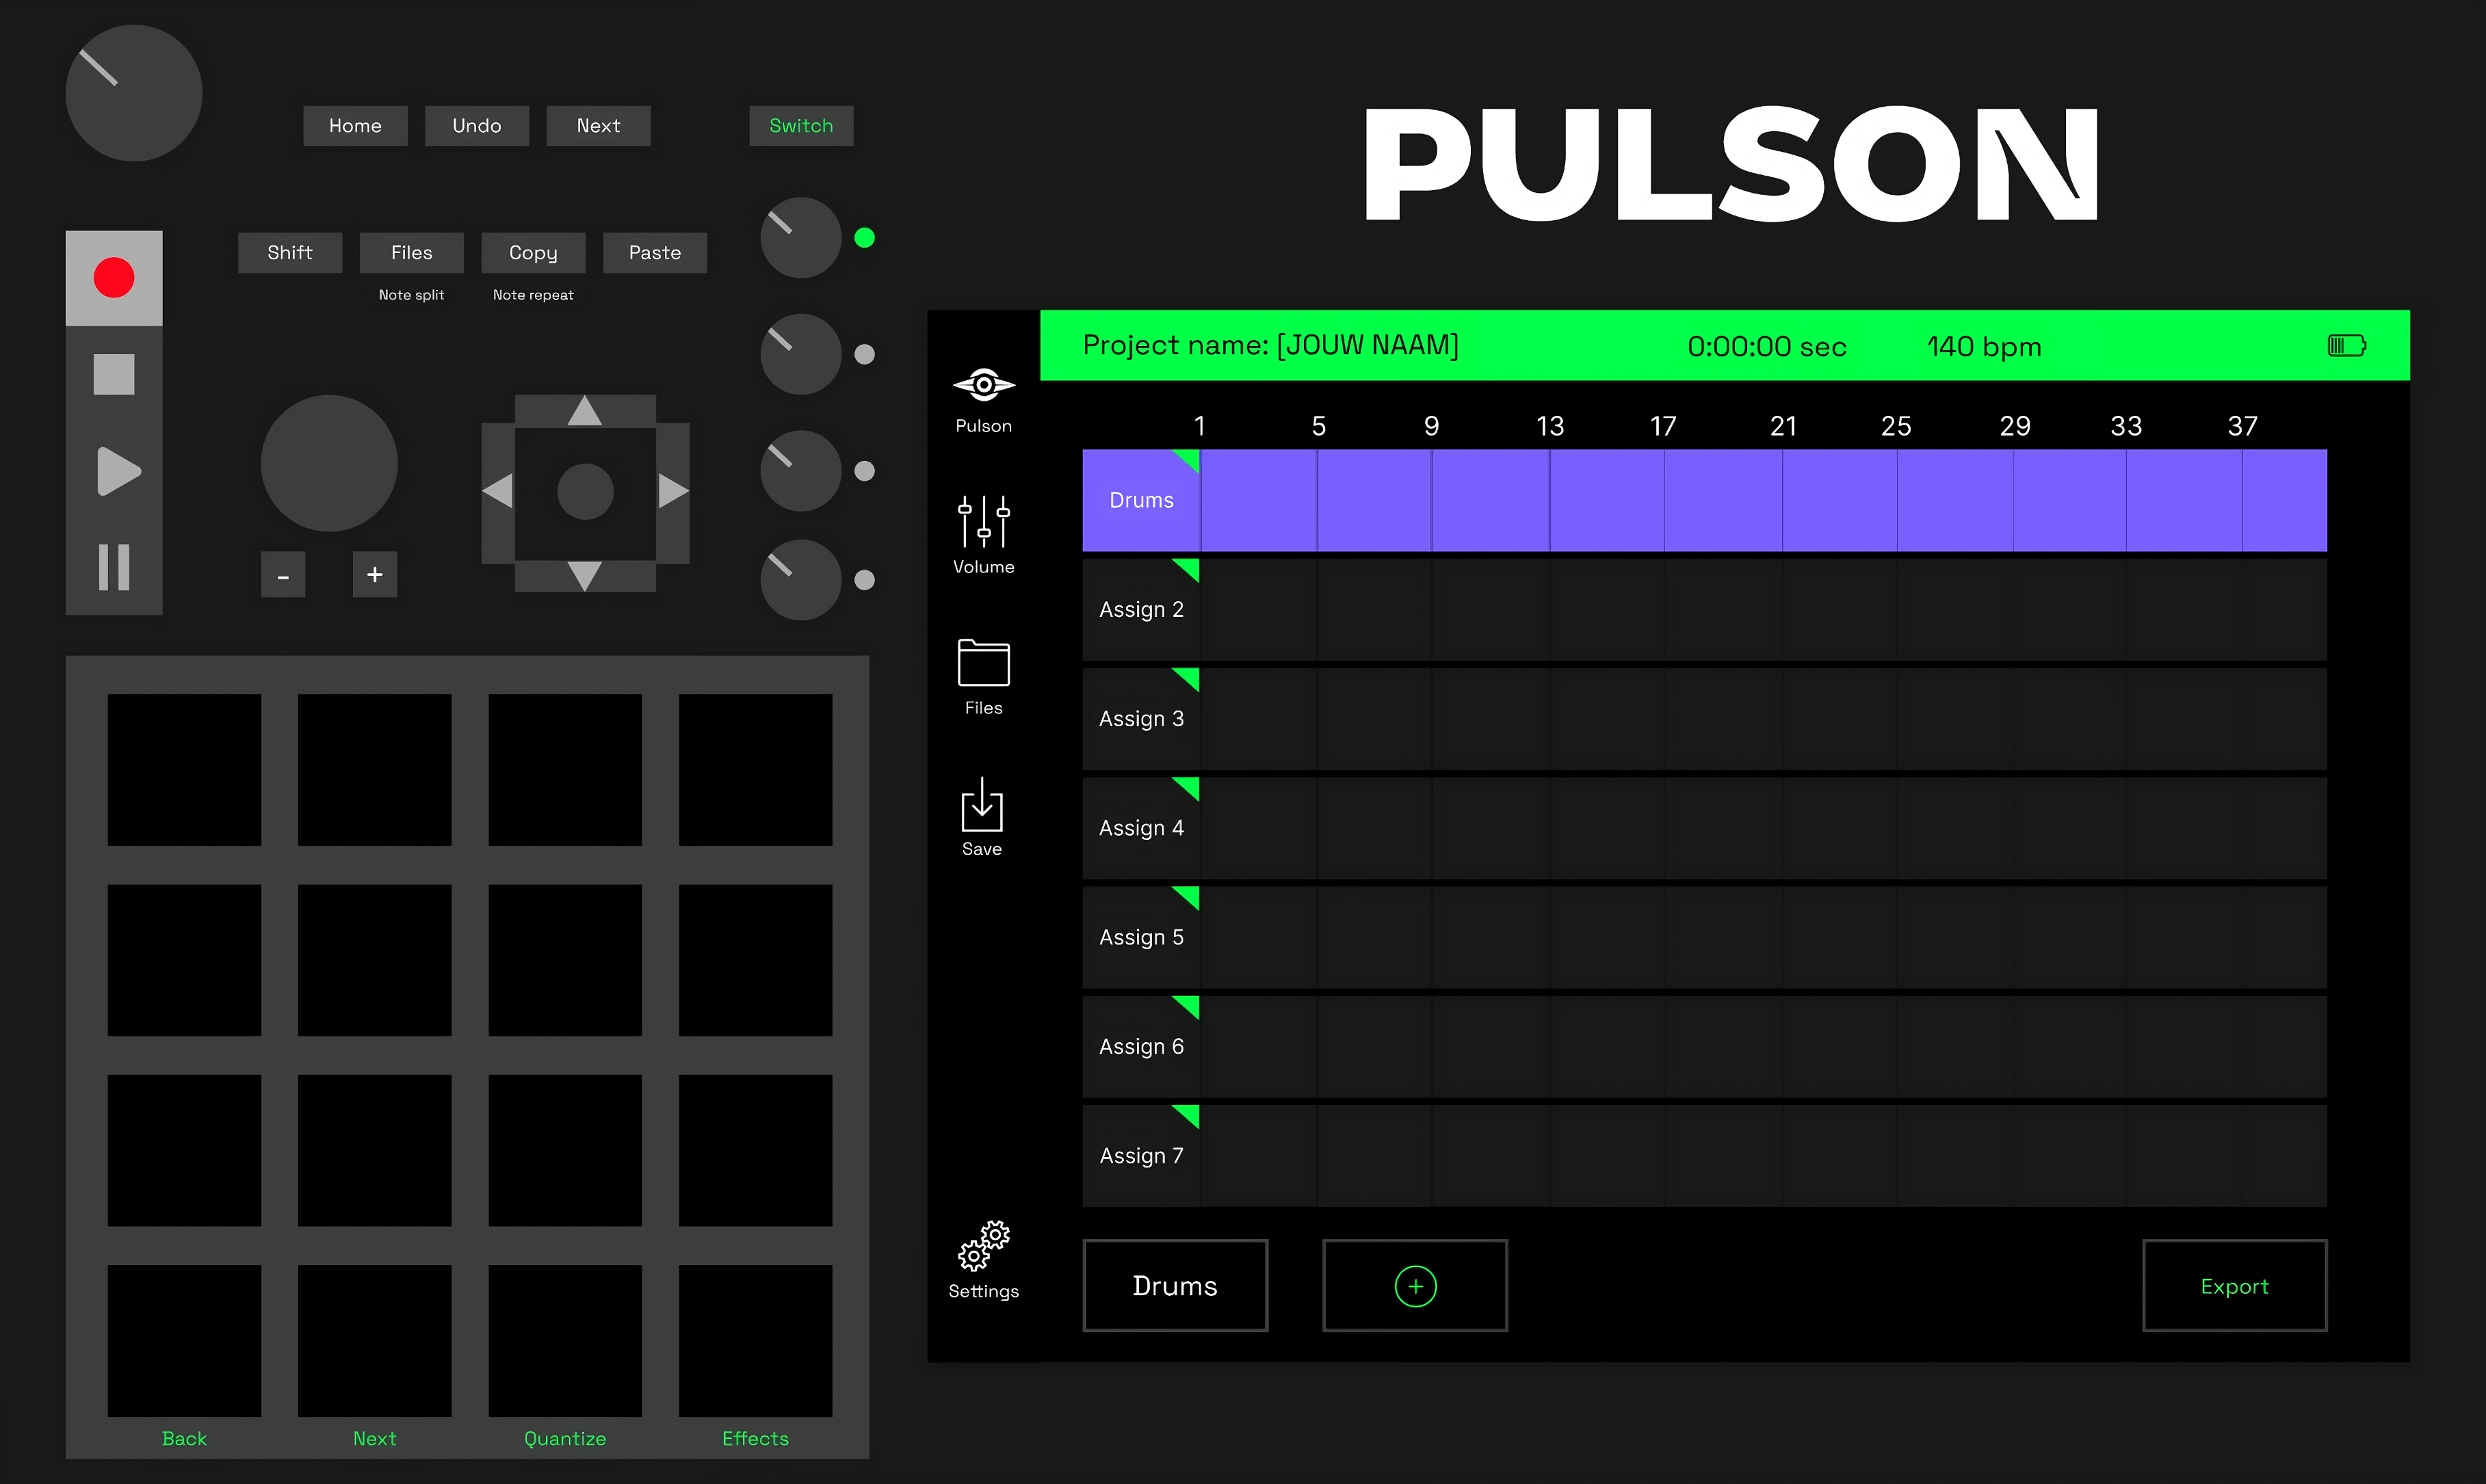 PULSON
Home
Undo
Next
Switch
Shift
Files
Copy
Paste
Note split
Note repeat
-
+
Back
Next
Quantize
Effects
Project name: [JOUW NAAM]
0:00:00 sec
140 bpm
Pulson
Volume
Files
Save
Settings
1 5 9 13 17 21 25 29 33 37
Drums
Assign 2
Assign 3
Assign 4
Assign 5
Assign 6
Assign 7
Drums
+
Export